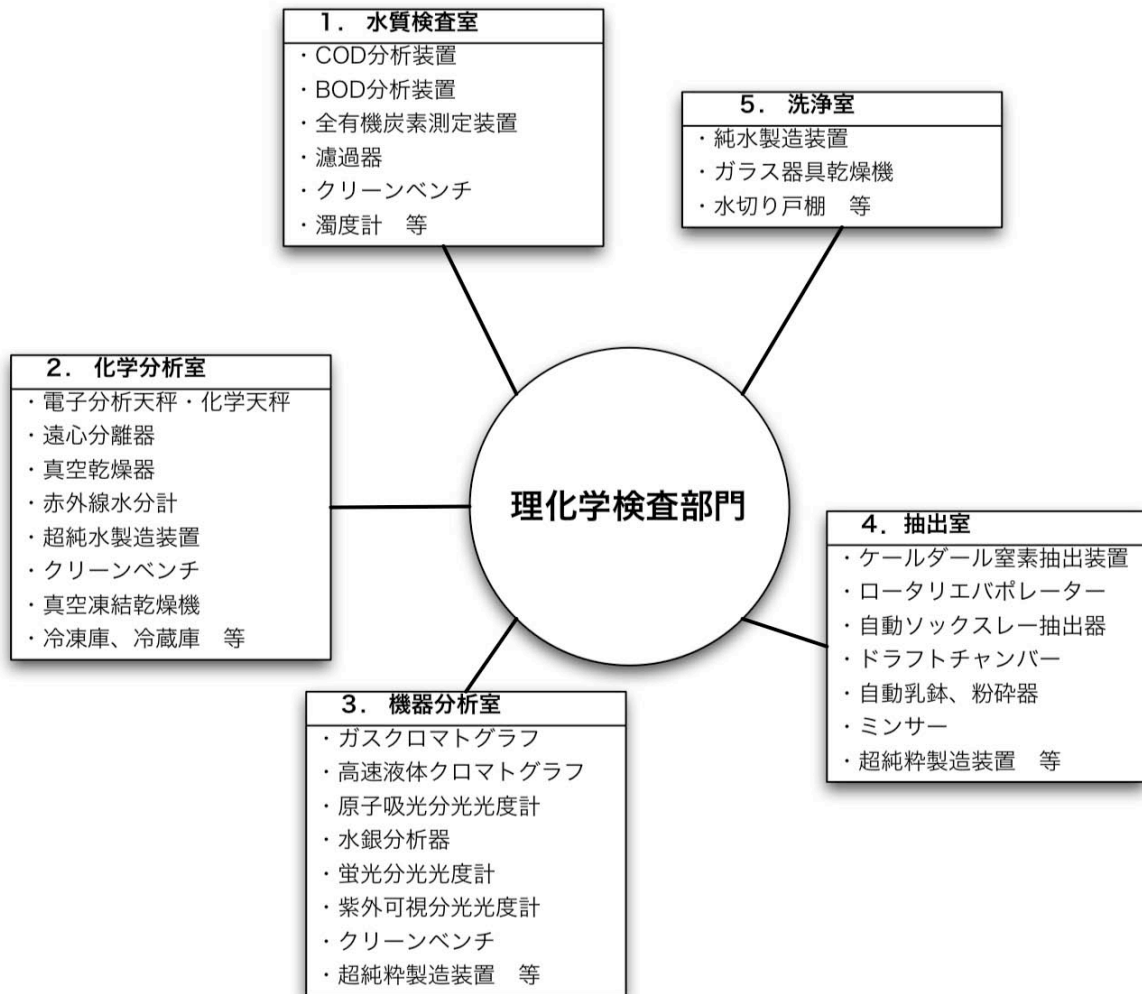 1. 水質検査室
・COD分析装置
・BOD分析装置
・全有機炭素測定装置
・濾過器
・クリーンベンチ
・濁度計　等
5. 洗浄室
・純水製造装置
・ガラス器具乾燥機
・水切り戸棚　等
2. 化学分析室
・電子分析天秤・化学天秤
・遠心分離器
・真空乾燥器
・赤外線水分計
・超純水製造装置
・クリーンベンチ
・真空凍結乾燥機
・冷凍庫、冷蔵庫　等
理化学検査部門
4. 抽出室
・ケールダール窒素抽出装置
・ロータリエバポレーター
・自動ソックスレー抽出器
・ドラフトチャンバー
・自動乳鉢、粉砕器
・ミンサー
・超純粋製造装置　等
3. 機器分析室
・ガスクロマトグラフ
・高速液体クロマトグラフ
・原子吸光分光光度計
・水銀分析器
・蛍光分光光度計
・紫外可視分光光度計
・クリーンベンチ
・超純粋製造装置　等